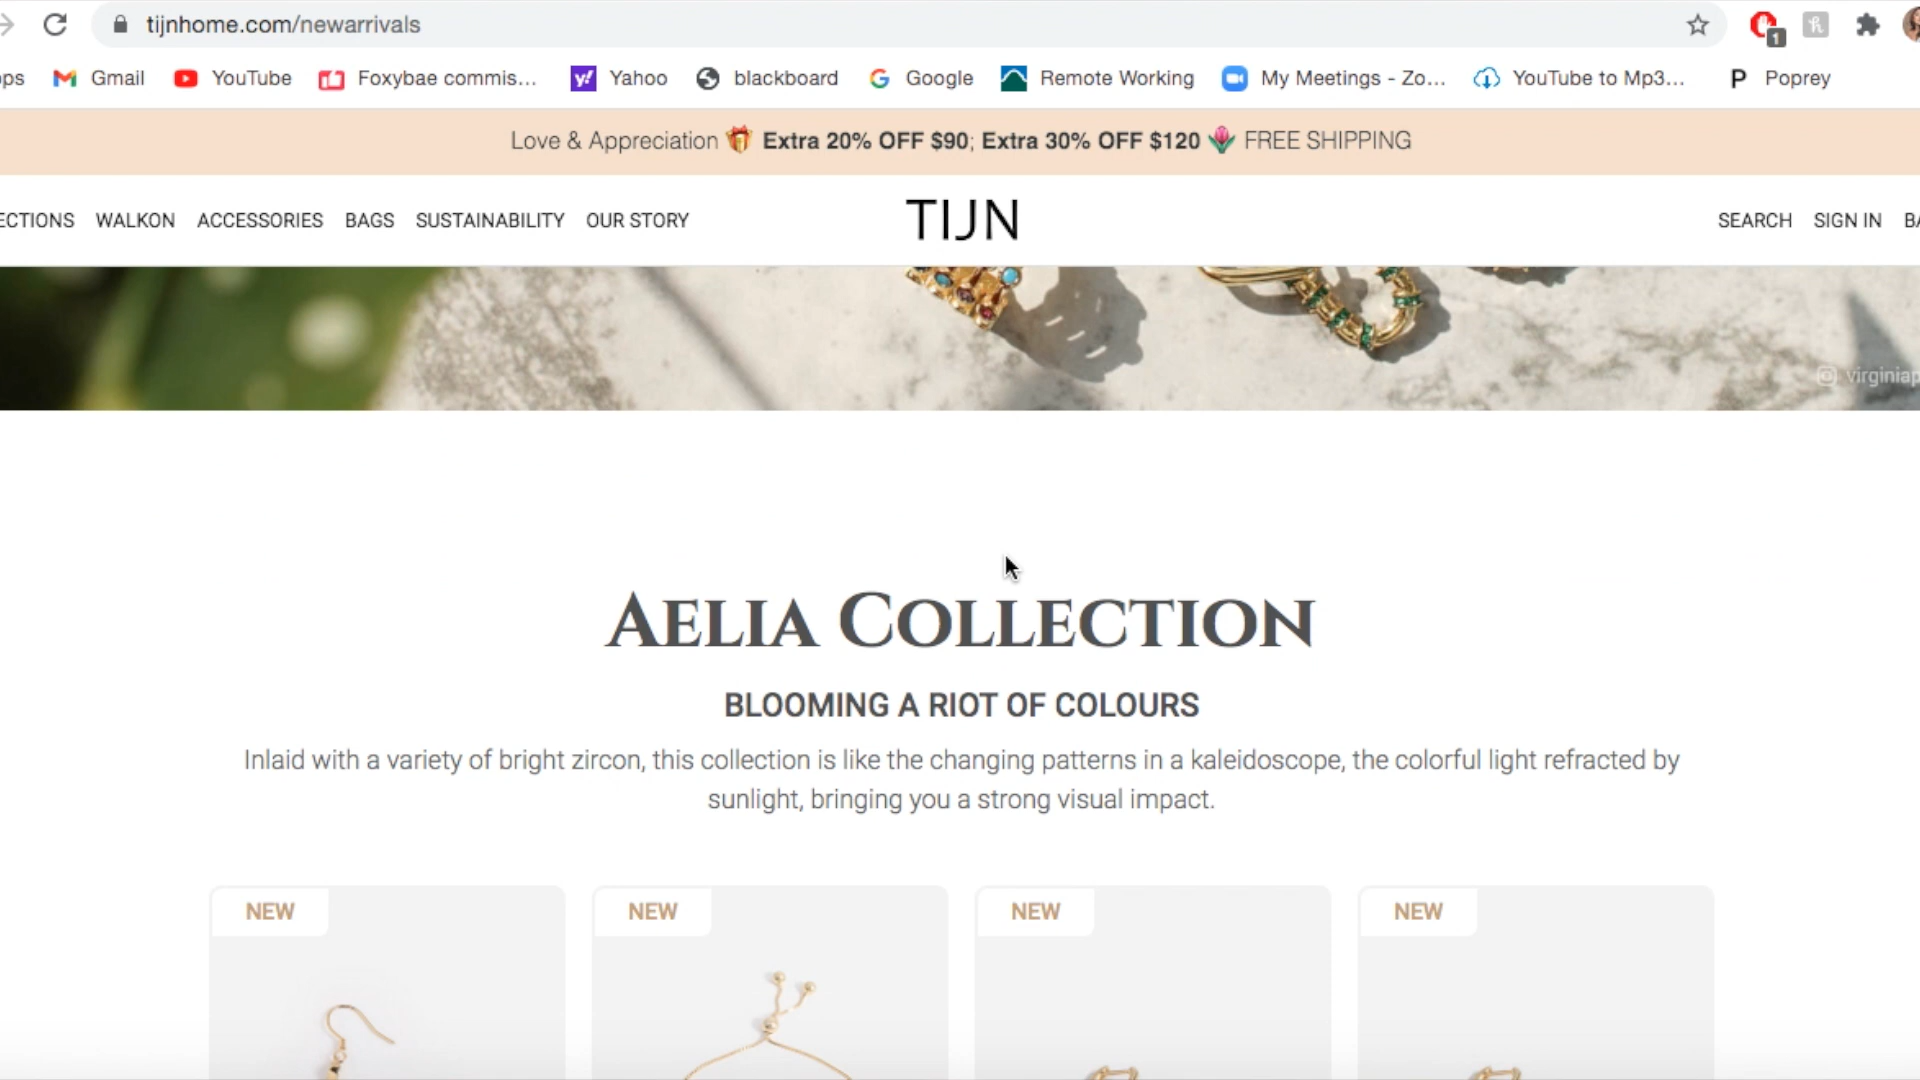 tijnhome.com/newarrivals
1
ps Gmail YouTube Foxybae commis... Yahoo blackboard Google Remote Working My Meetings - Zo... YouTube to Mp3... P Poprey
Love & Appreciation 🎁 Extra 20% OFF $90; Extra 30% OFF $120 🌷 FREE SHIPPING
ECTIONS WALKON ACCESSORIES BAGS SUSTAINABILITY OUR STORY TIJN SEARCH SIGN IN BA
virginiap
AELIA COLLECTION
BLOOMING A RIOT OF COLOURS
Inlaid with a variety of bright zircon, this collection is like the changing patterns in a kaleidoscope, the colorful light refracted by
sunlight, bringing you a strong visual impact.
NEW NEW NEW NEW